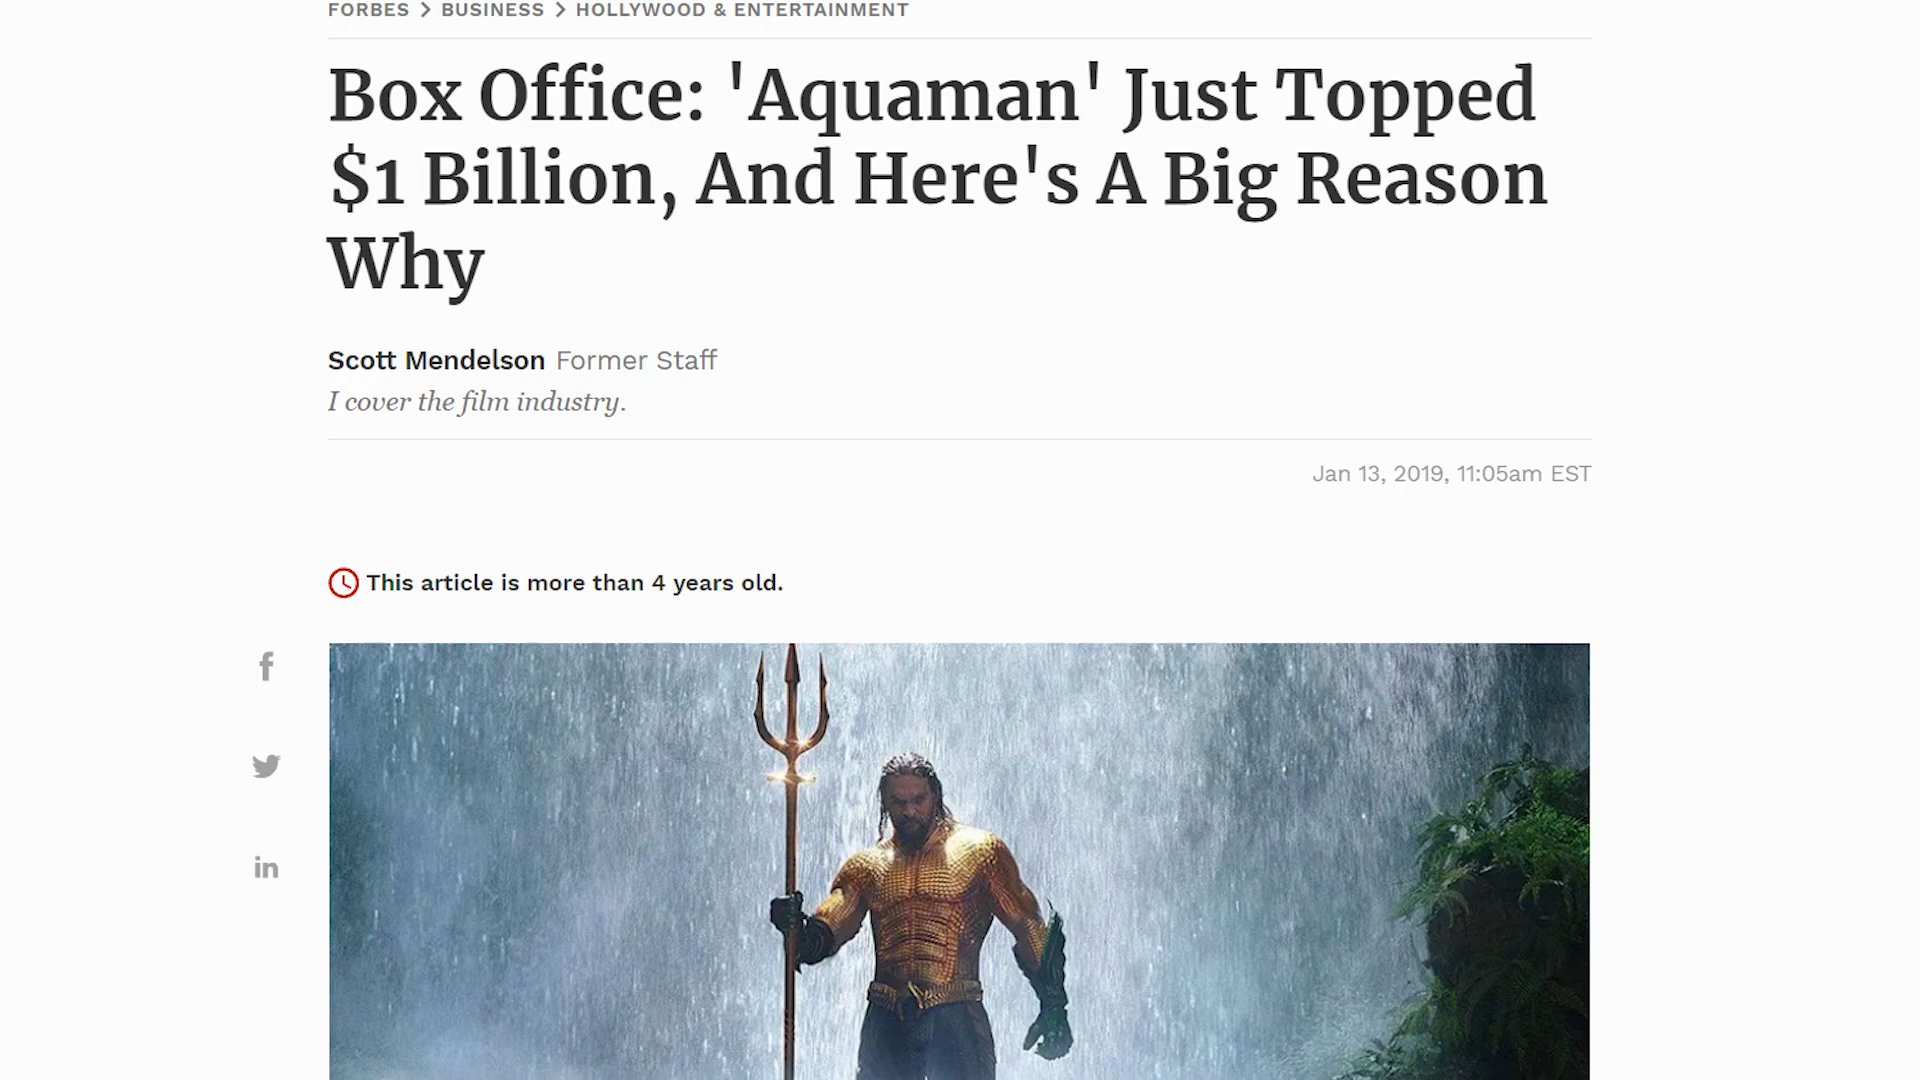 FORBES > BUSINESS > HOLLYWOOD & ENTERTAINMENT
Box Office: 'Aquaman' Just Topped
$1 Billion, And Here's A Big Reason
Why
Scott Mendelson Former Staff
I cover the film industry.
Jan 13, 2019, 11:05am EST
This article is more than 4 years old.